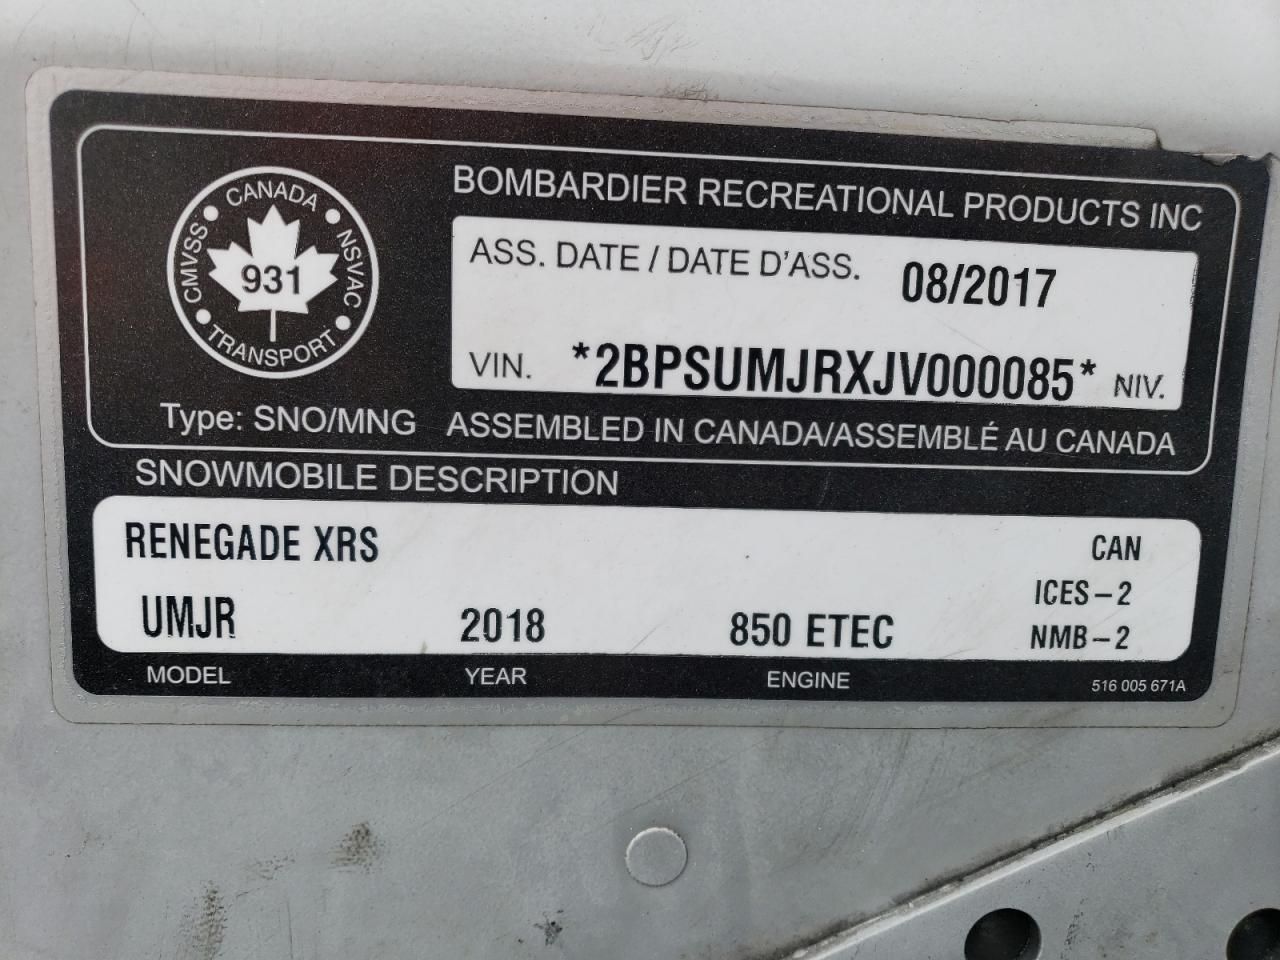 CANADA
CMVSS
NSVAC
931
TRANSPORT
Type: SNO/MNG
BOMBARDIER RECREATIONAL PRODUCTS INC
ASS. DATE / DATE D'ASS. 08/2017
VIN. *2BPSUMJRXJV000085* NIV.
ASSEMBLED IN CANADA/ASSEMBLÉ AU CANADA
SNOWMOBILE DESCRIPTION
RENEGADE XRS CAN
ICES-2
UMJR 2018 850 ETEC NMB-2
MODEL YEAR ENGINE 516 005 671A